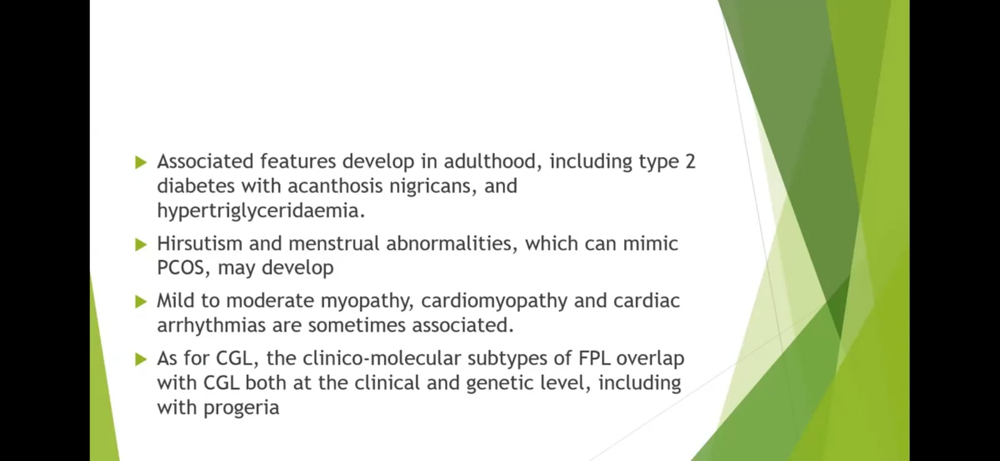 Associated features develop in adulthood, including type 2
diabetes with acanthosis nigricans, and
hypertriglyceridaemia.
Hirsutism and menstrual abnormalities, which can mimic
PCOS, may develop
Mild to moderate myopathy, cardiomyopathy and cardiac
arrhythmias are sometimes associated.
As for CGL, the clinico-molecular subtypes of FPL overlap
with CGL both at the clinical and genetic level, including
with progeria